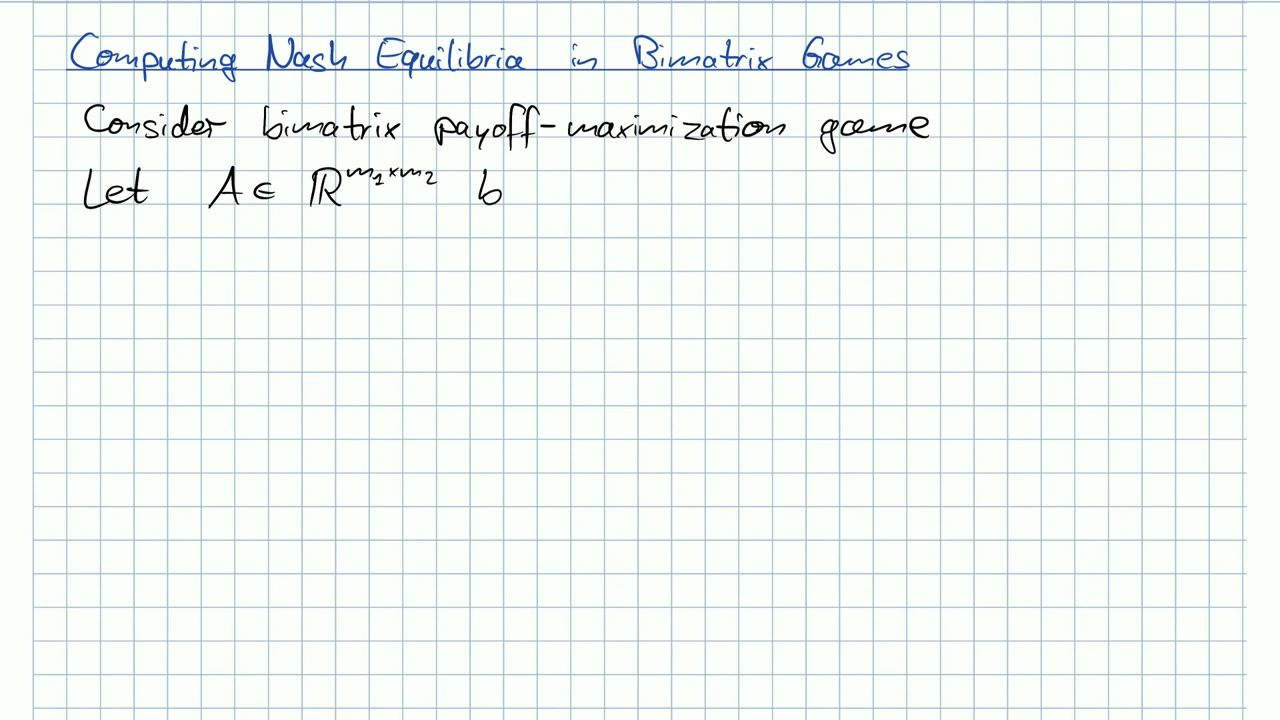 Computing Nash Equilibria in Bimatrix Games
Consider bimatrix payoff-maximization game
Let A ∈ ℝ^{m₁×m₂} b